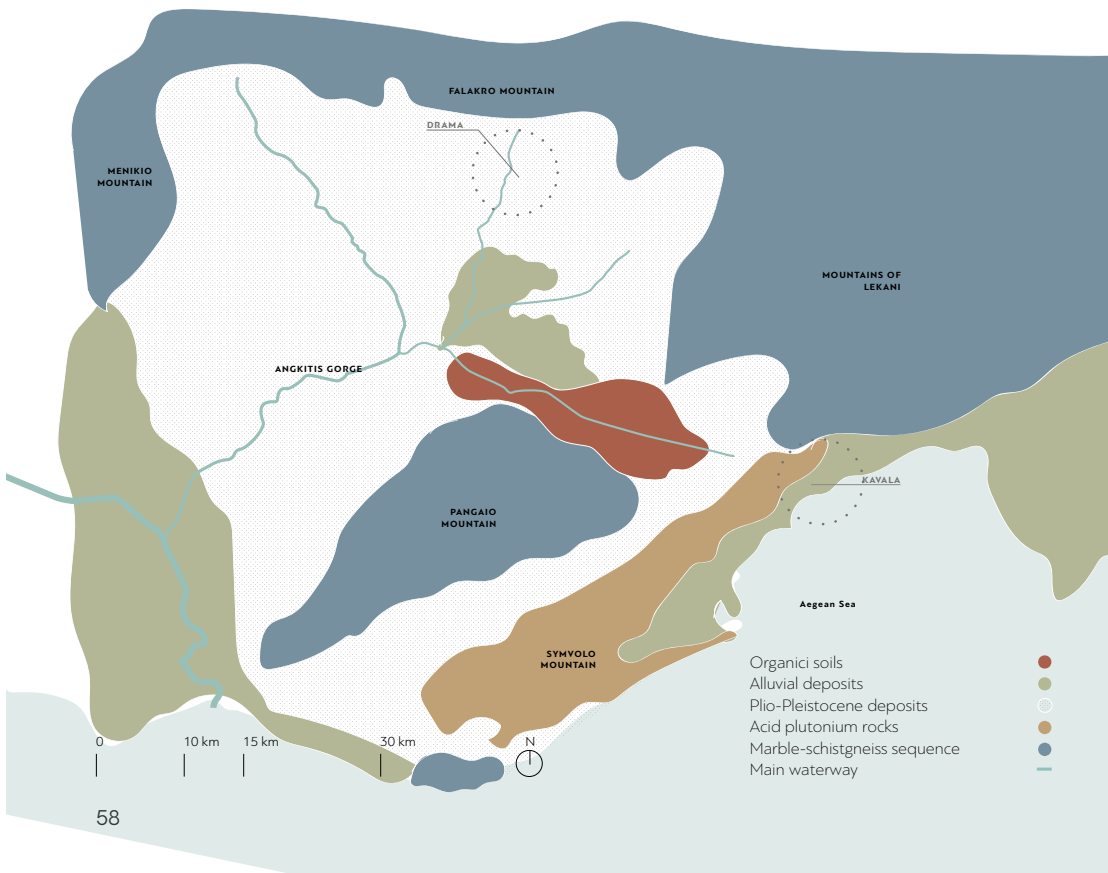 FALAKRO MOUNTAIN
DRAMA
MENIKIO
MOUNTAIN
MOUNTAINS OF
LEKANI
ANGKITIS GORGE
KAVALA
PANGAIO
MOUNTAIN
Aegean Sea
SYMVOLO
MOUNTAIN
Organici soils
Alluvial deposits
Plio-Pleistocene deposits
Acid plutonium rocks
Marble-schistgneiss sequence
Main waterway
0 10 km 15 km 30 km N
58